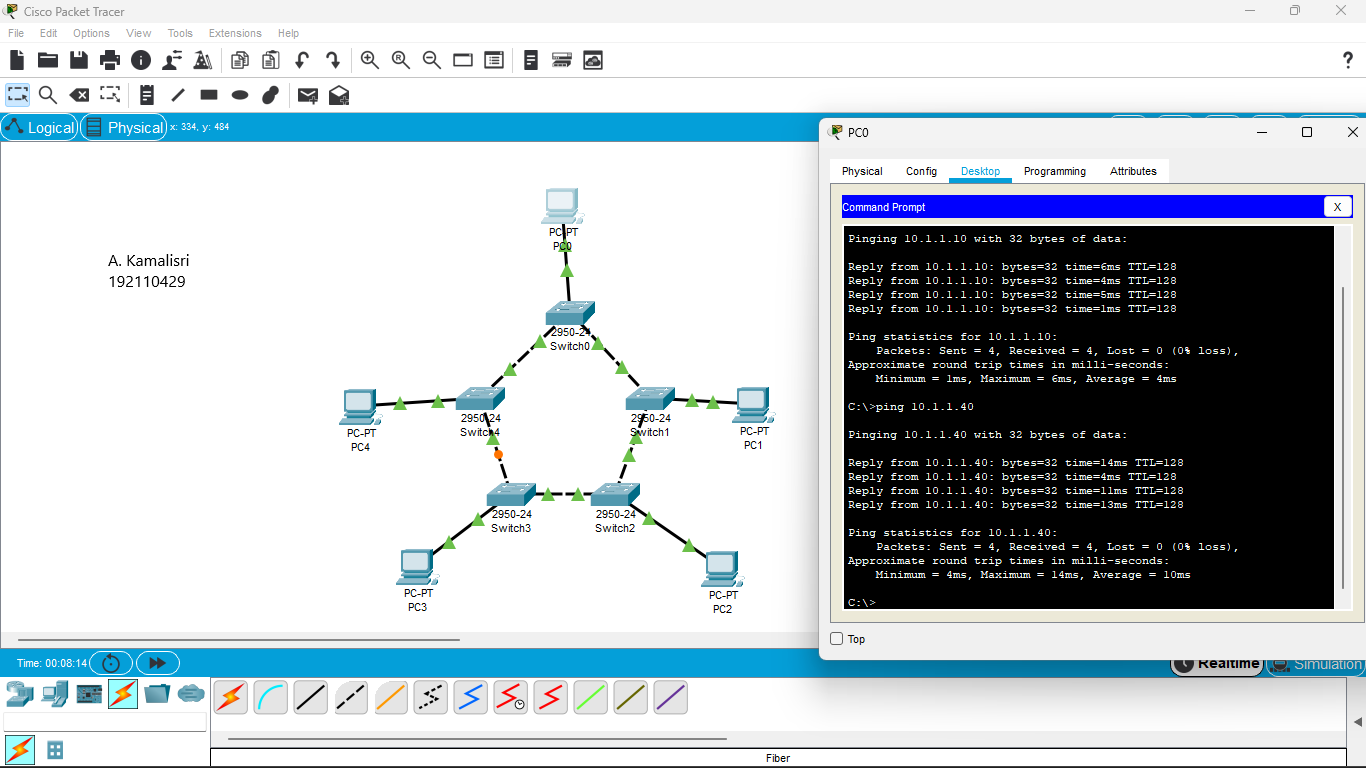 Cisco Packet Tracer
File Edit Options View Tools Extensions Help
Logical Physical x: 334, y: 484
A. Kamalisri
192110429
PC-PT
PC0
2950-24
Switch0
2950-24
Switch4
2950-24
Switch1
PC-PT
PC4
PC-PT
PC1
2950-24
Switch3
2950-24
Switch2
PC-PT
PC3
PC-PT
PC2
PC0
Physical Config Desktop Programming Attributes
Command Prompt X
Pinging 10.1.1.10 with 32 bytes of data:
Reply from 10.1.1.10: bytes=32 time=6ms TTL=128
Reply from 10.1.1.10: bytes=32 time=4ms TTL=128
Reply from 10.1.1.10: bytes=32 time=5ms TTL=128
Reply from 10.1.1.10: bytes=32 time=1ms TTL=128
Ping statistics for 10.1.1.10:
Packets: Sent = 4, Received = 4, Lost = 0 (0% loss),
Approximate round trip times in milli-seconds:
Minimum = 1ms, Maximum = 6ms, Average = 4ms
C:\>ping 10.1.1.40
Pinging 10.1.1.40 with 32 bytes of data:
Reply from 10.1.1.40: bytes=32 time=14ms TTL=128
Reply from 10.1.1.40: bytes=32 time=4ms TTL=128
Reply from 10.1.1.40: bytes=32 time=11ms TTL=128
Reply from 10.1.1.40: bytes=32 time=13ms TTL=128
Ping statistics for 10.1.1.40:
Packets: Sent = 4, Received = 4, Lost = 0 (0% loss),
Approximate round trip times in milli-seconds:
Minimum = 4ms, Maximum = 14ms, Average = 10ms
C:\>
Top
Time: 00:08:14
Realtime Simulation
Fiber